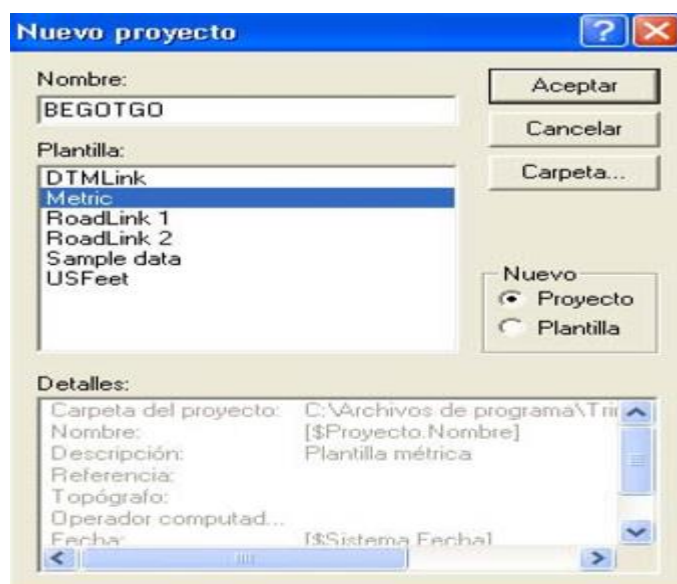 Nuevo proyecto
Nombre:
BEGOTGO
Plantilla:
DTMLink
Metric
RoadLink 1
RoadLink 2
Sample data
USFeet
Aceptar
Cancelar
Carpeta...
Nuevo
Proyecto
Plantilla
Detalles:
Carpeta del proyecto: C:\Archivos de programa\Tri
Nombre: [$Proyecto.Nombre]
Descripción: Plantilla métrica
Referencia:
Topógrafo:
Operador computad...
Fecha: [$Sistema Fecha]